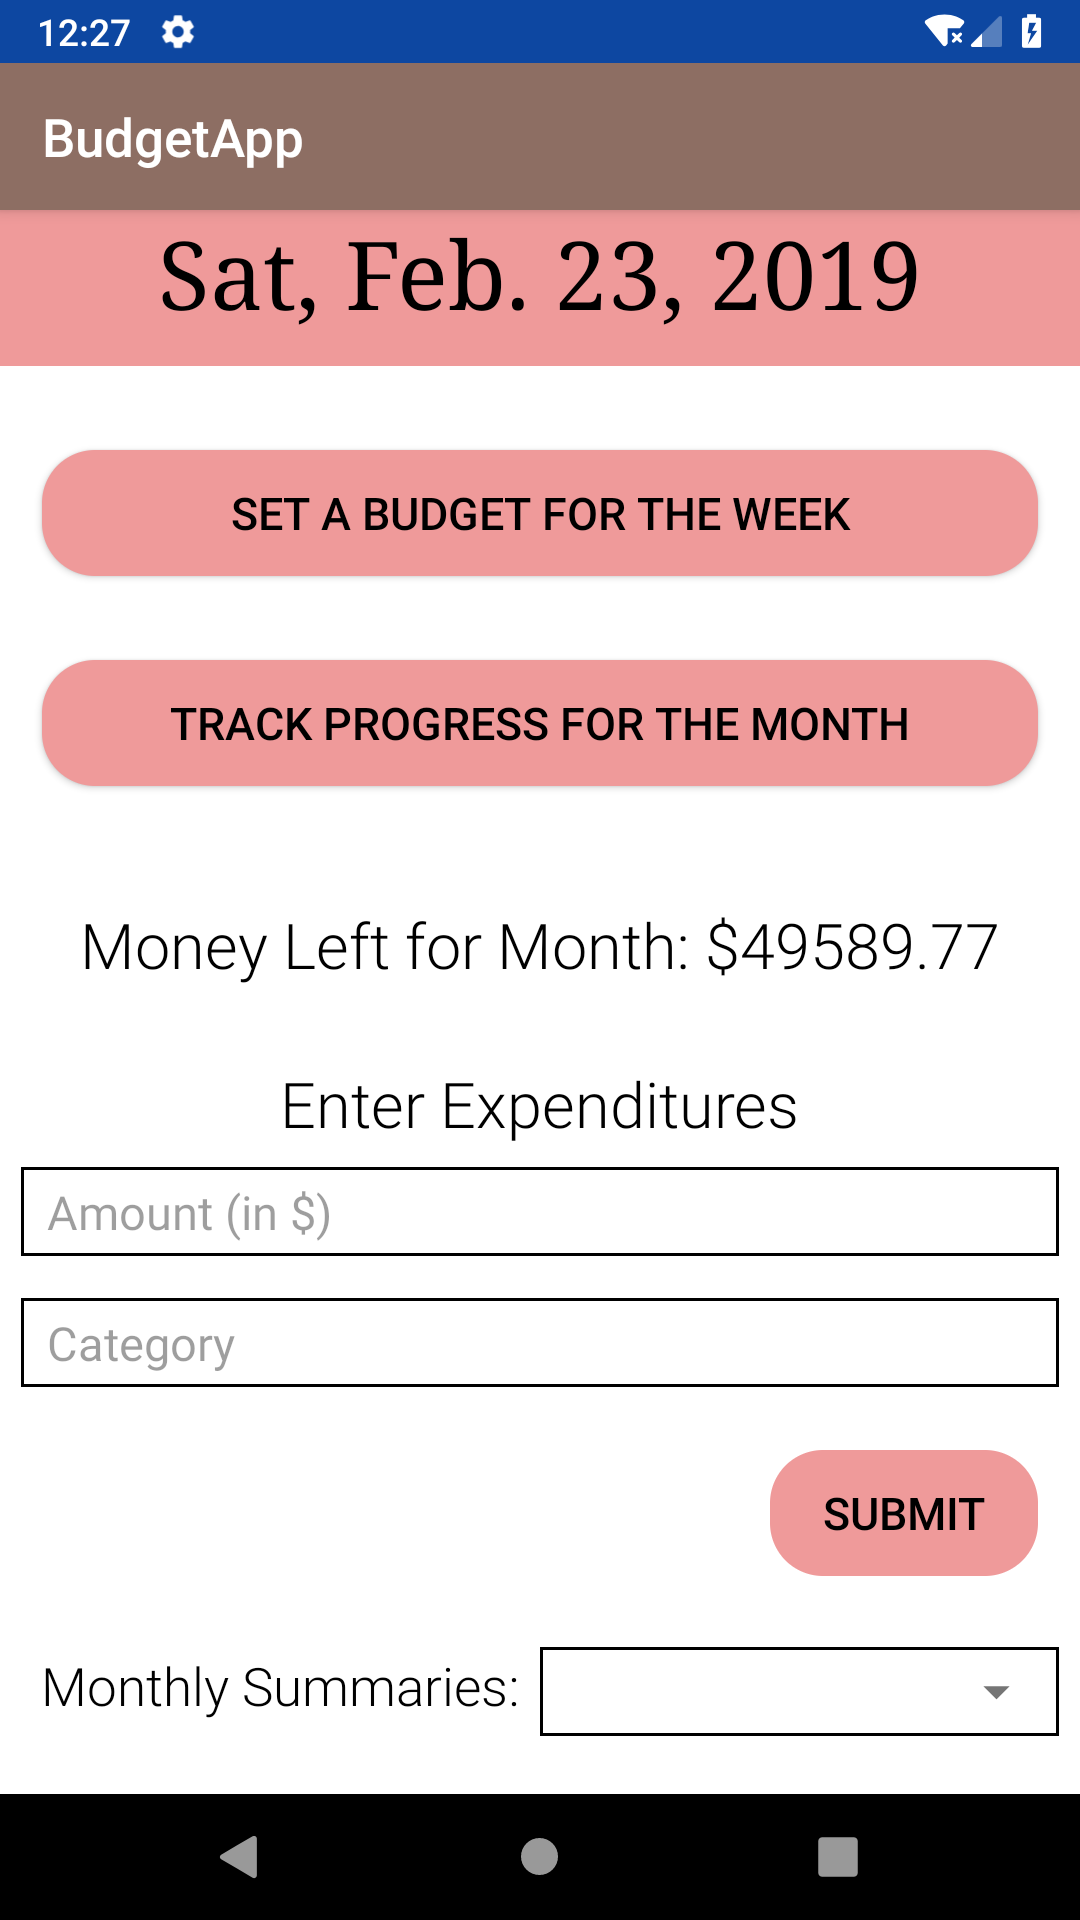 12:27
BudgetApp
Sat, Feb. 23, 2019
SET A BUDGET FOR THE WEEK
TRACK PROGRESS FOR THE MONTH
Money Left for Month: $49589.77
Enter Expenditures
Amount (in $)
Category
SUBMIT
Monthly Summaries: